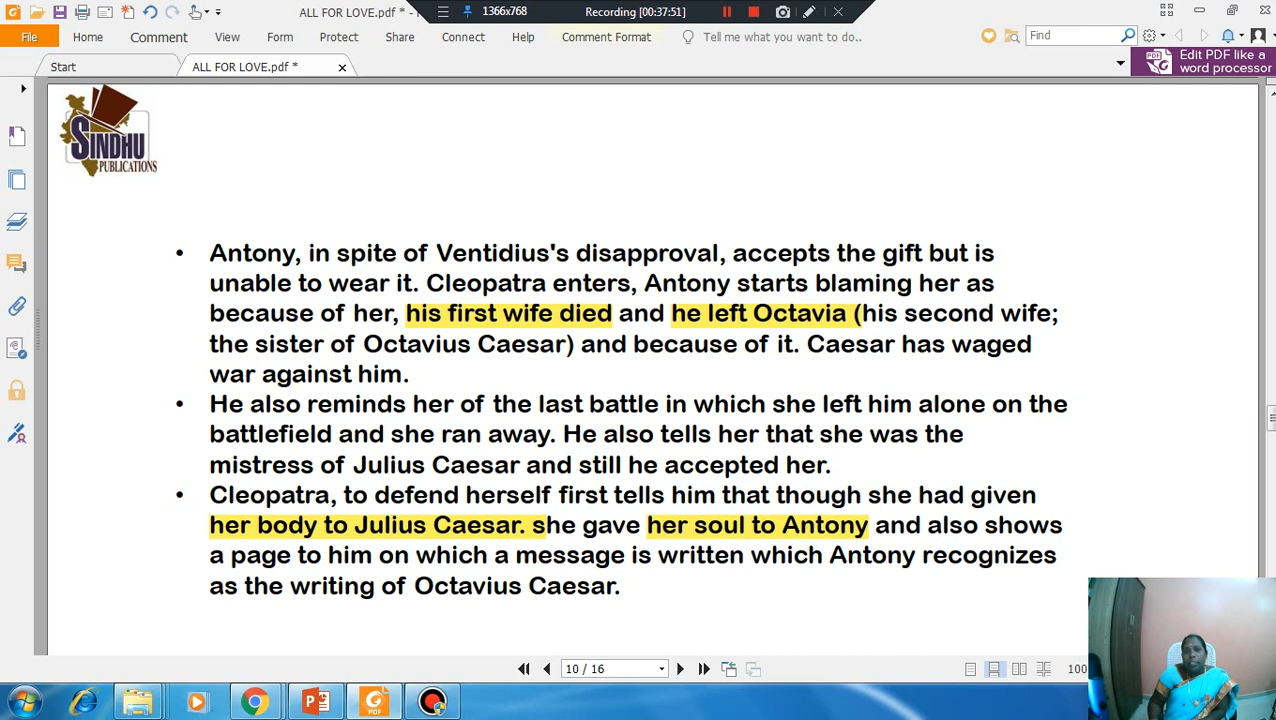 ALL FOR LOVE.pdf *
1366x768
Recording [00:37:51]
File
Home
Comment
View
Form
Protect
Share
Connect
Help
Comment Format
Tell me what you want to do..
Find
Start
ALL FOR LOVE.pdf *
Edit PDF like a
word processor
SINDHU
PUBLICATIONS
• Antony, in spite of Ventidius's disapproval, accepts the gift but is
unable to wear it. Cleopatra enters, Antony starts blaming her as
because of her, his first wife died and he left Octavia (his second wife;
the sister of Octavius Caesar) and because of it. Caesar has waged
war against him.
• He also reminds her of the last battle in which she left him alone on the
battlefield and she ran away. He also tells her that she was the
mistress of Julius Caesar and still he accepted her.
• Cleopatra, to defend herself first tells him that though she had given
her body to Julius Caesar. she gave her soul to Antony and also shows
a page to him on which a message is written which Antony recognizes
as the writing of Octavius Caesar.
10 / 16
100
PDF